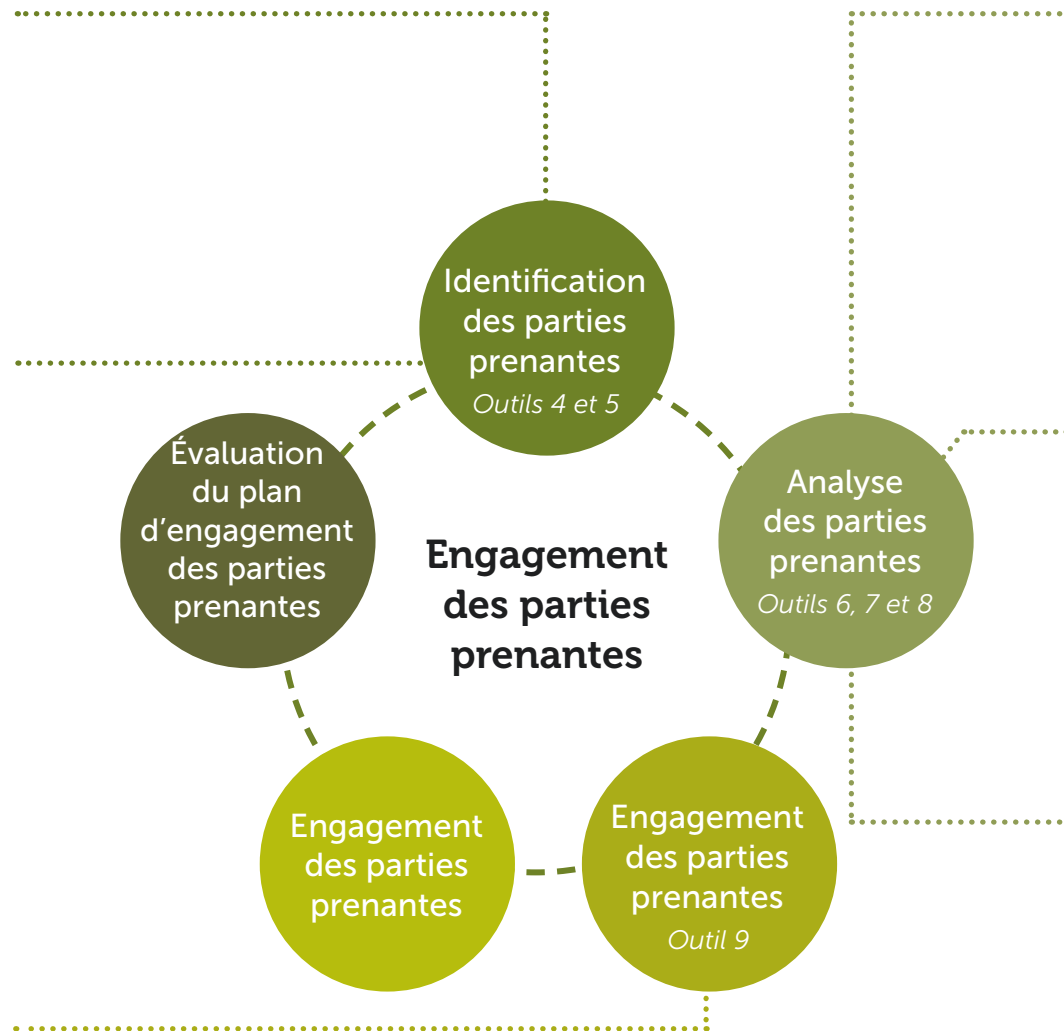 Identification
des parties
prenantes
Outils 4 et 5
Analyse
des parties
prenantes
Outils 6, 7 et 8
Engagement
des parties
prenantes
Outil 9
Engagement
des parties
prenantes
Évaluation
du plan
d'engagement
des parties
prenantes
Engagement
des parties
prenantes